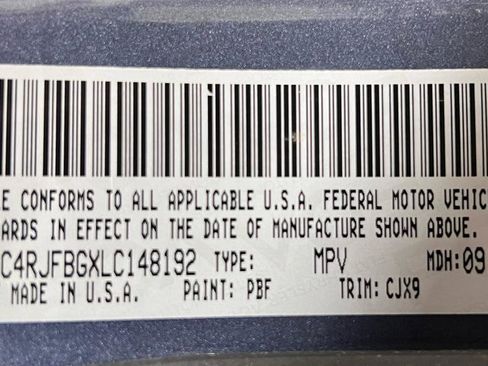 LE CONFORMS TO ALL APPLICABLE U.S.A. FEDERAL MOTOR VEHIC
ARDS IN EFFECT ON THE DATE OF MANUFACTURE SHOWN ABOVE.
C4RJFBGXLC148192 TYPE: MPV MDH:09
MADE IN U.S.A. PAINT: PBF TRIM: CJX9